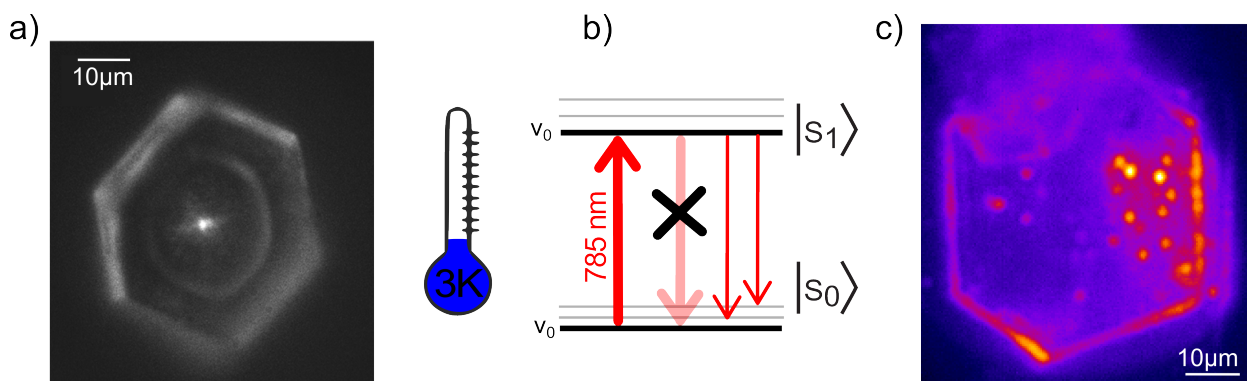 a)
10μm
3K
b)
v₀
|S₁⟩
785 nm
|S₀⟩
v₀
c)
10μm